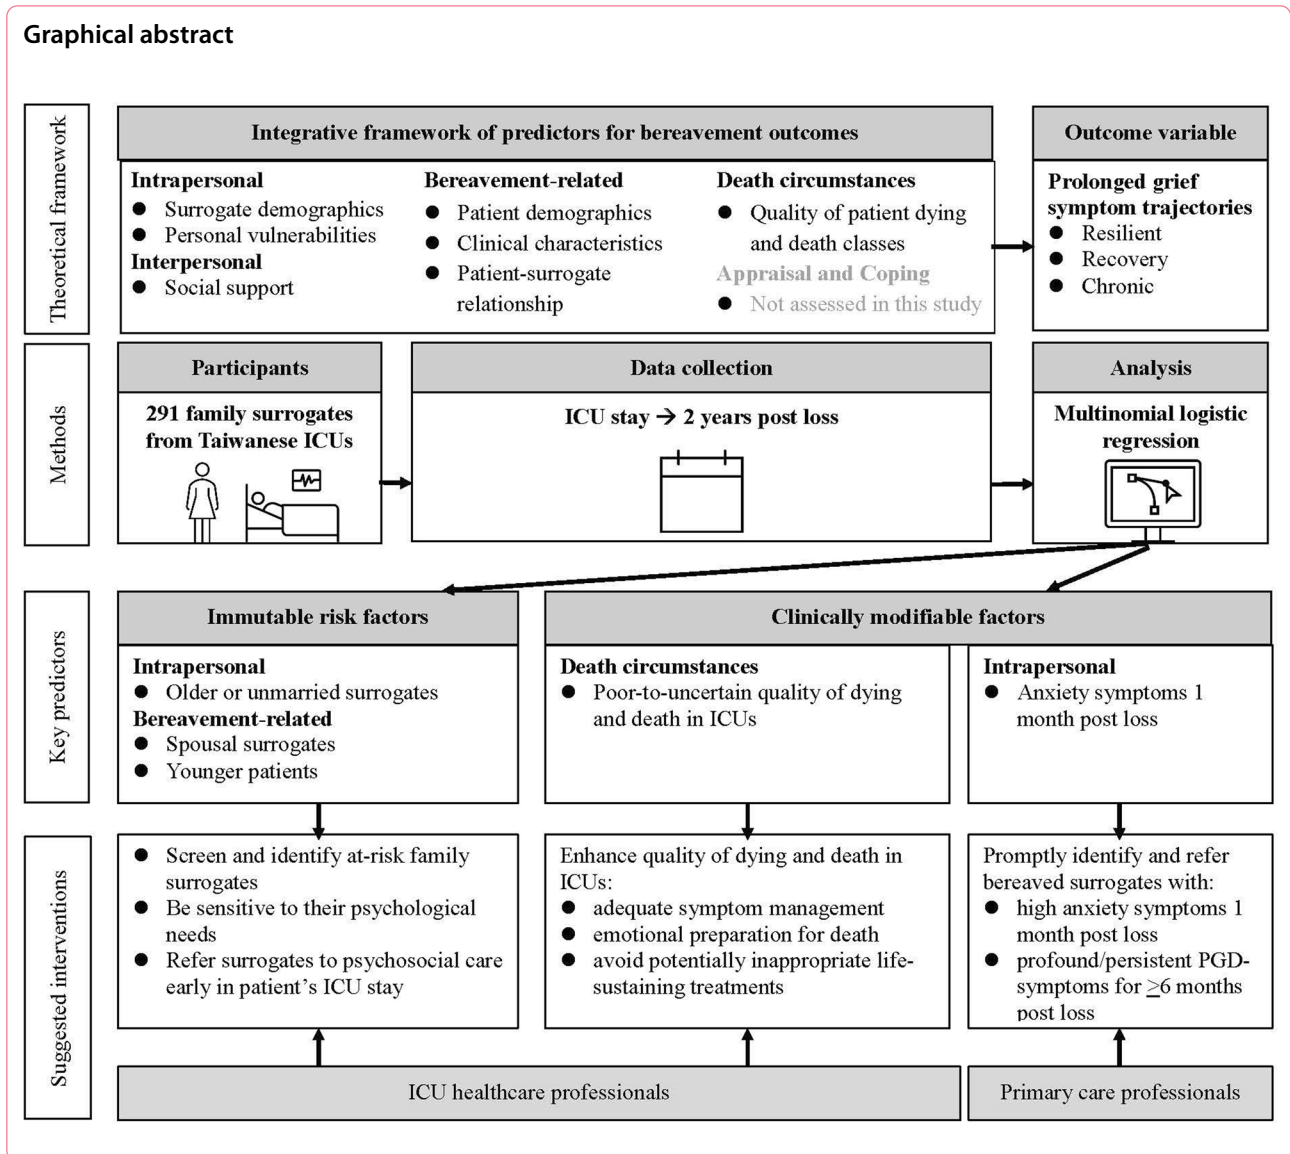 Graphical abstract
Theoretical framework
Integrative framework of predictors for bereavement outcomes
Intrapersonal
● Surrogate demographics
● Personal vulnerabilities
Interpersonal
● Social support
Bereavement-related
● Patient demographics
● Clinical characteristics
● Patient-surrogate
relationship
Death circumstances
● Quality of patient dying
and death classes
Appraisal and Coping
● Not assessed in this study
Outcome variable
Prolonged grief
symptom trajectories
● Resilient
● Recovery
● Chronic
Methods
Participants
291 family surrogates
from Taiwanese ICUs
Data collection
ICU stay → 2 years post loss
Analysis
Multinomial logistic
regression
Key predictors
Immutable risk factors
Intrapersonal
● Older or unmarried surrogates
Bereavement-related
● Spousal surrogates
● Younger patients
Clinically modifiable factors
Death circumstances
● Poor-to-uncertain quality of dying
and death in ICUs
Intrapersonal
● Anxiety symptoms 1
month post loss
Suggested interventions
● Screen and identify at-risk family
surrogates
● Be sensitive to their psychological
needs
● Refer surrogates to psychosocial care
early in patient's ICU stay
Enhance quality of dying and death in
ICUs:
● adequate symptom management
● emotional preparation for death
● avoid potentially inappropriate life-
sustaining treatments
Promptly identify and refer
bereaved surrogates with:
● high anxiety symptoms 1
month post loss
● profound/persistent PGD-
symptoms for ≥6 months
post loss
ICU healthcare professionals
Primary care professionals